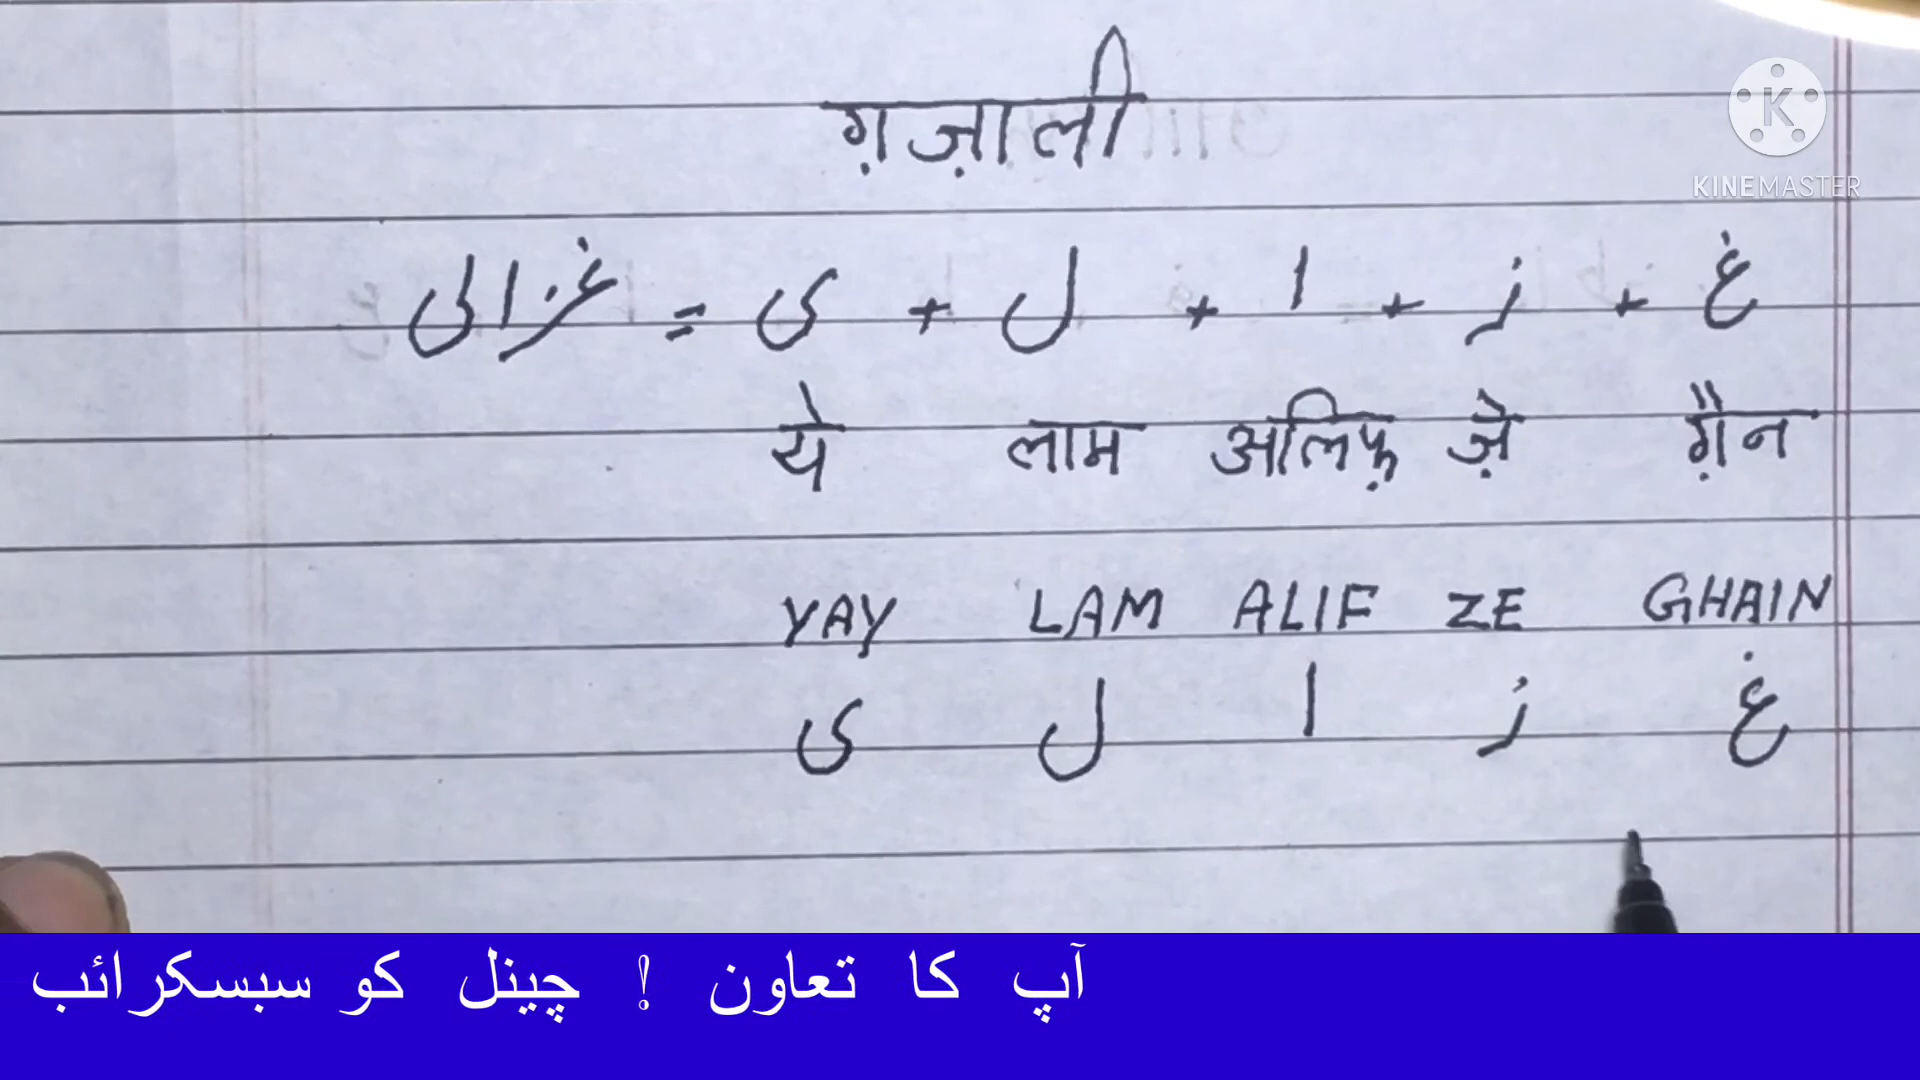 ग़ज़ाली
KINEMASTER
غ + ز + ا + ل + ی = غزالی
ये लाम अलिफ़ ज़े ग़ैन
YAY LAM ALIF ZE GHAIN
غ ز ا ل ی
آپ کا تعاون ! چینل کو سبسکرائب